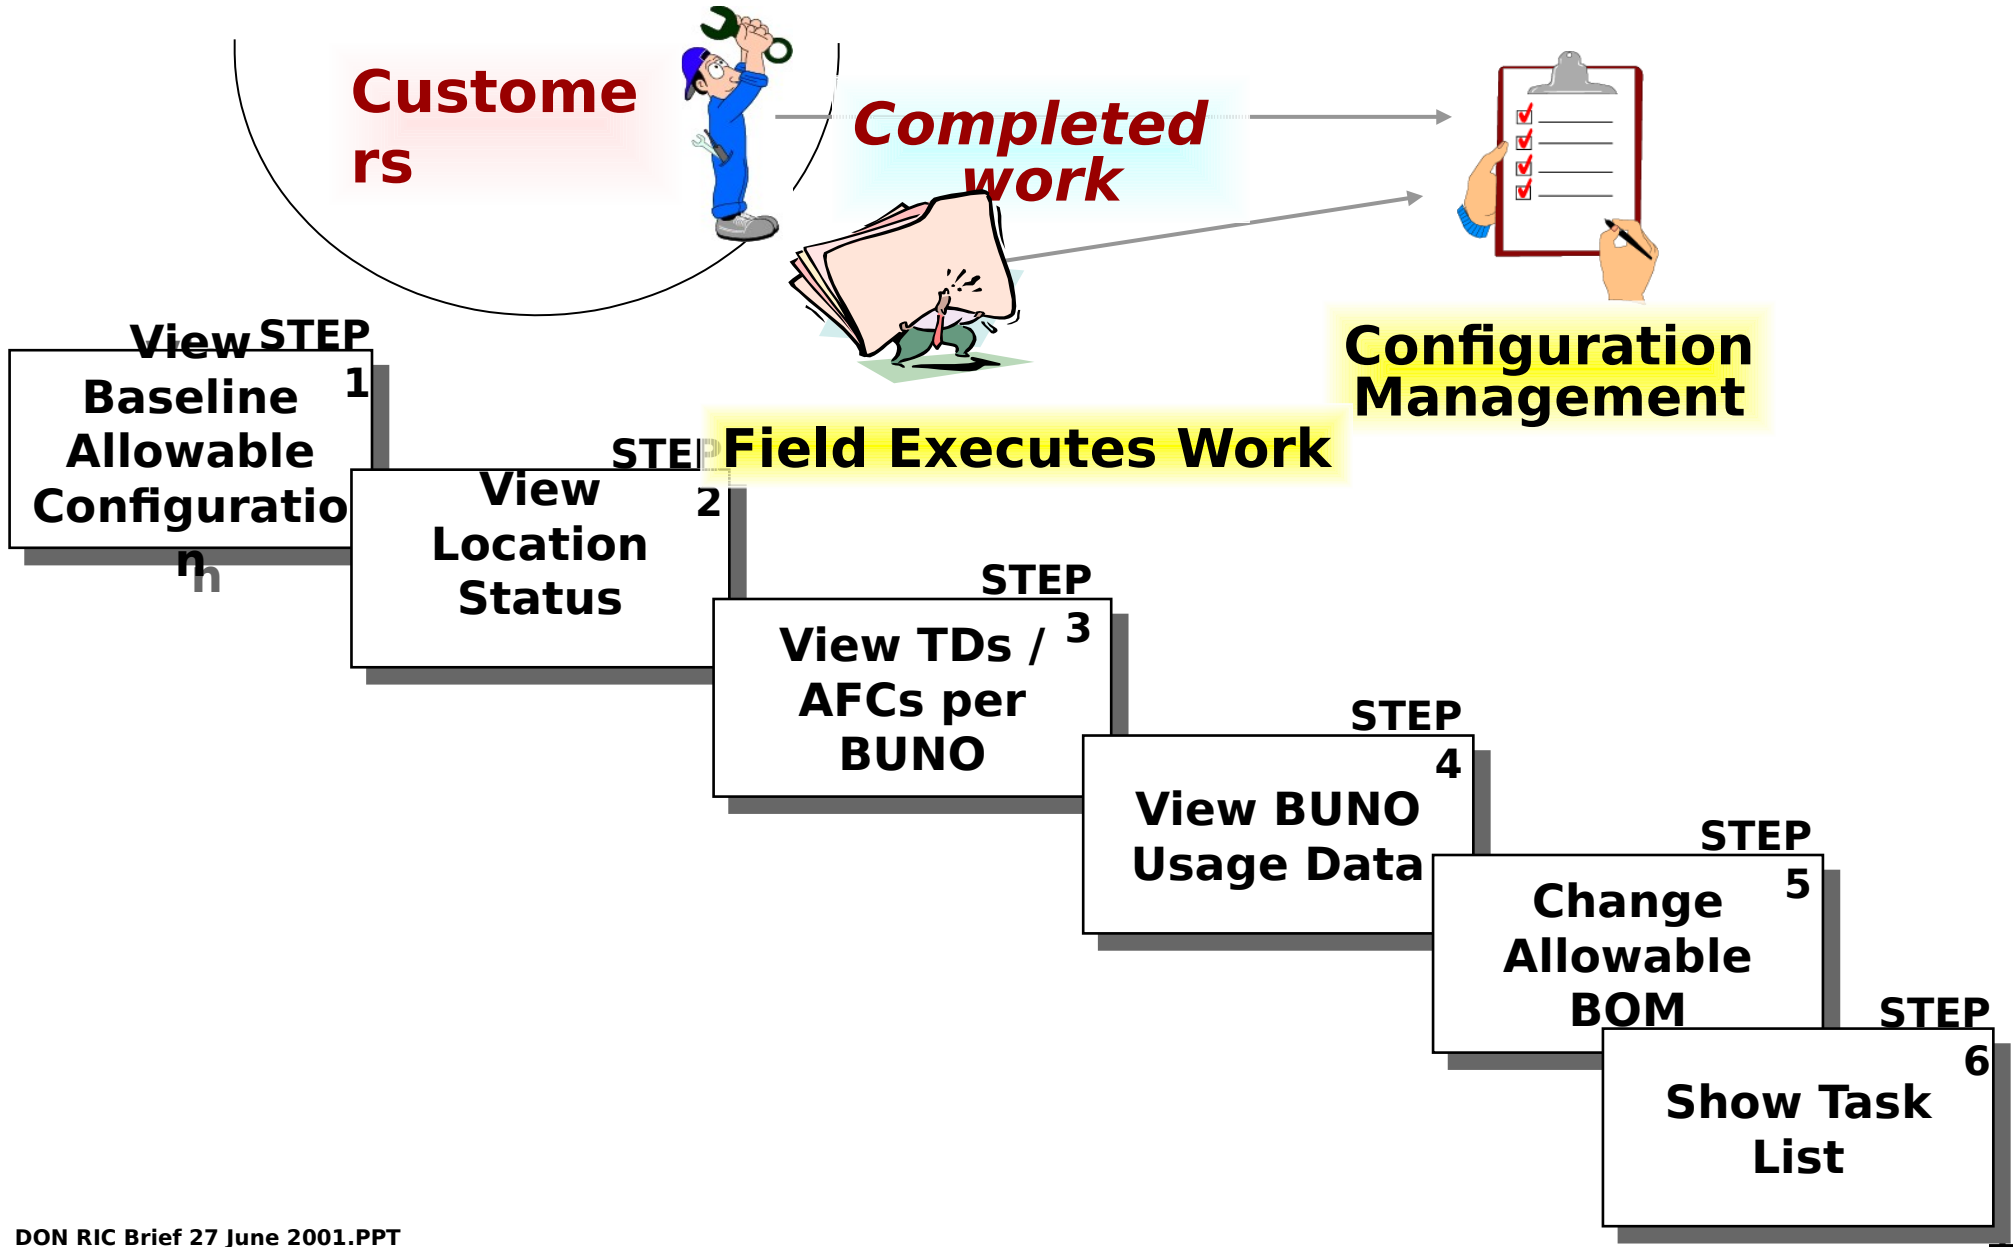 Custome
rs
Completed
work
Configuration
Management
Field Executes Work
STEP
1
View
Baseline
Allowable
Configuratio
n
STEP
2
View
Location
Status
STEP
3
View TDs /
AFCs per
BUNO
STEP
4
View BUNO
Usage Data
STEP
5
Change
Allowable
BOM
STEP
6
Show Task
List
DON RIC Brief 27 June 2001.PPT